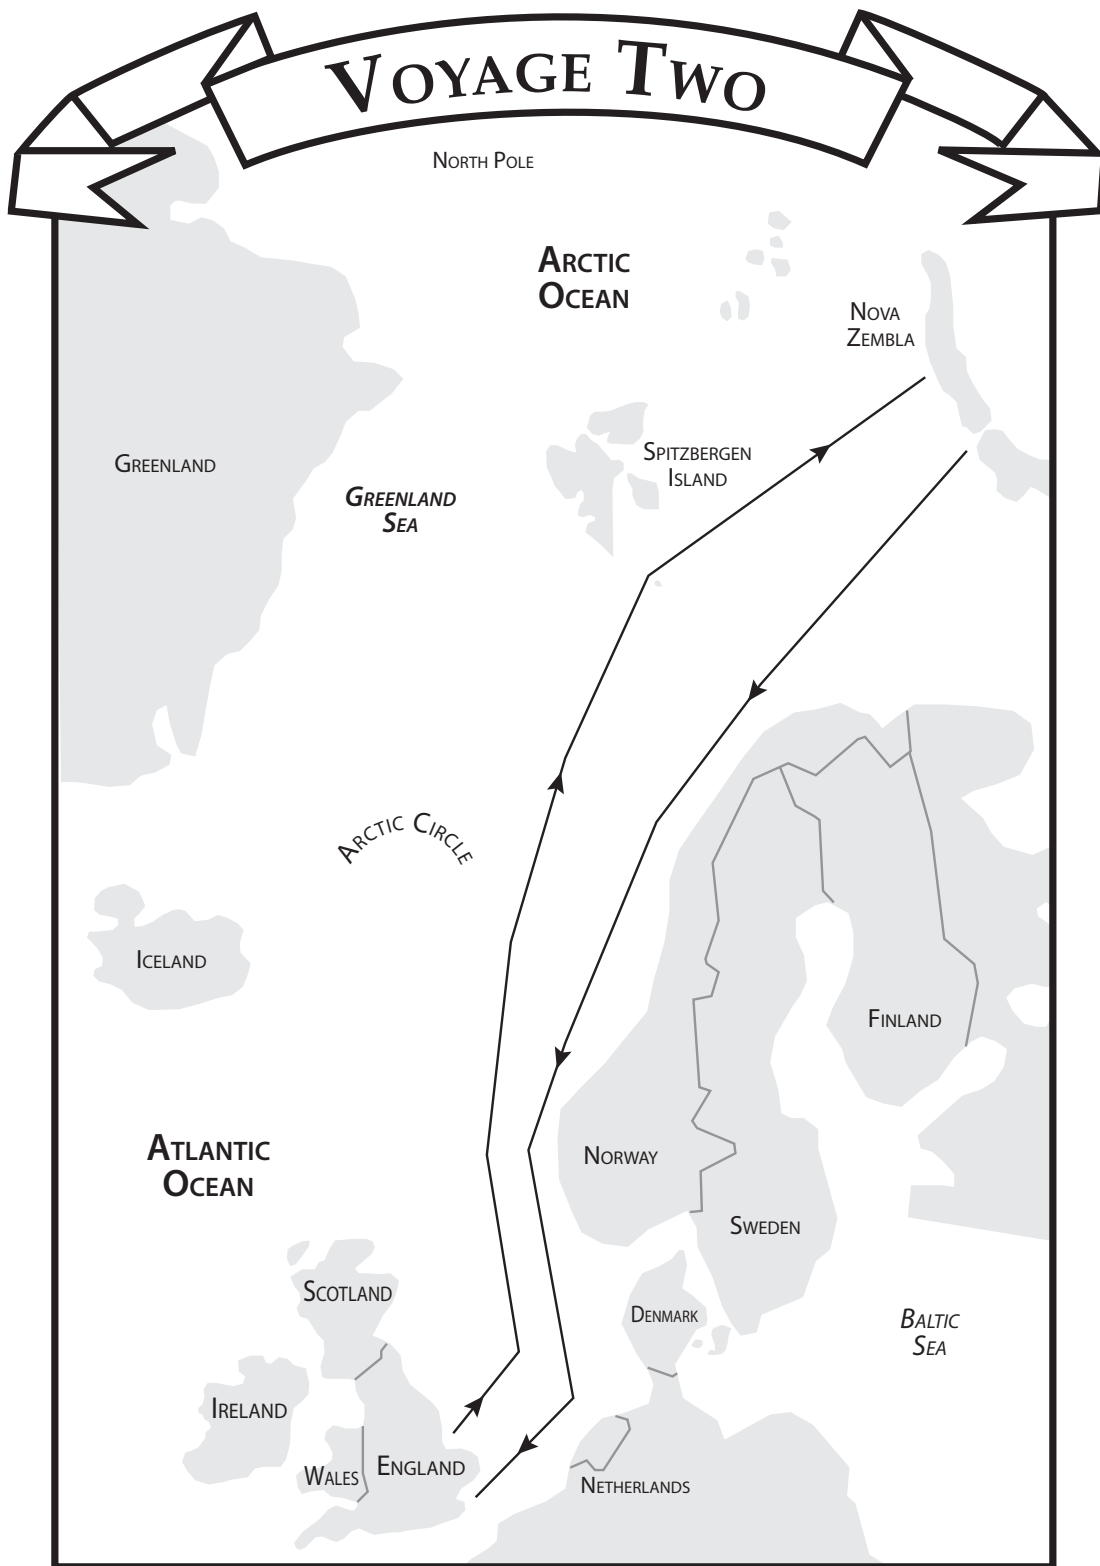 Voyage Two
North Pole
Arctic
Ocean
Nova
Zembla
Spitzbergen
Island
Greenland
Greenland
Sea
Arctic Circle
Iceland
Finland
Atlantic
Ocean
Norway
Sweden
Scotland
Denmark
Baltic
Sea
Ireland
Wales
England
Netherlands